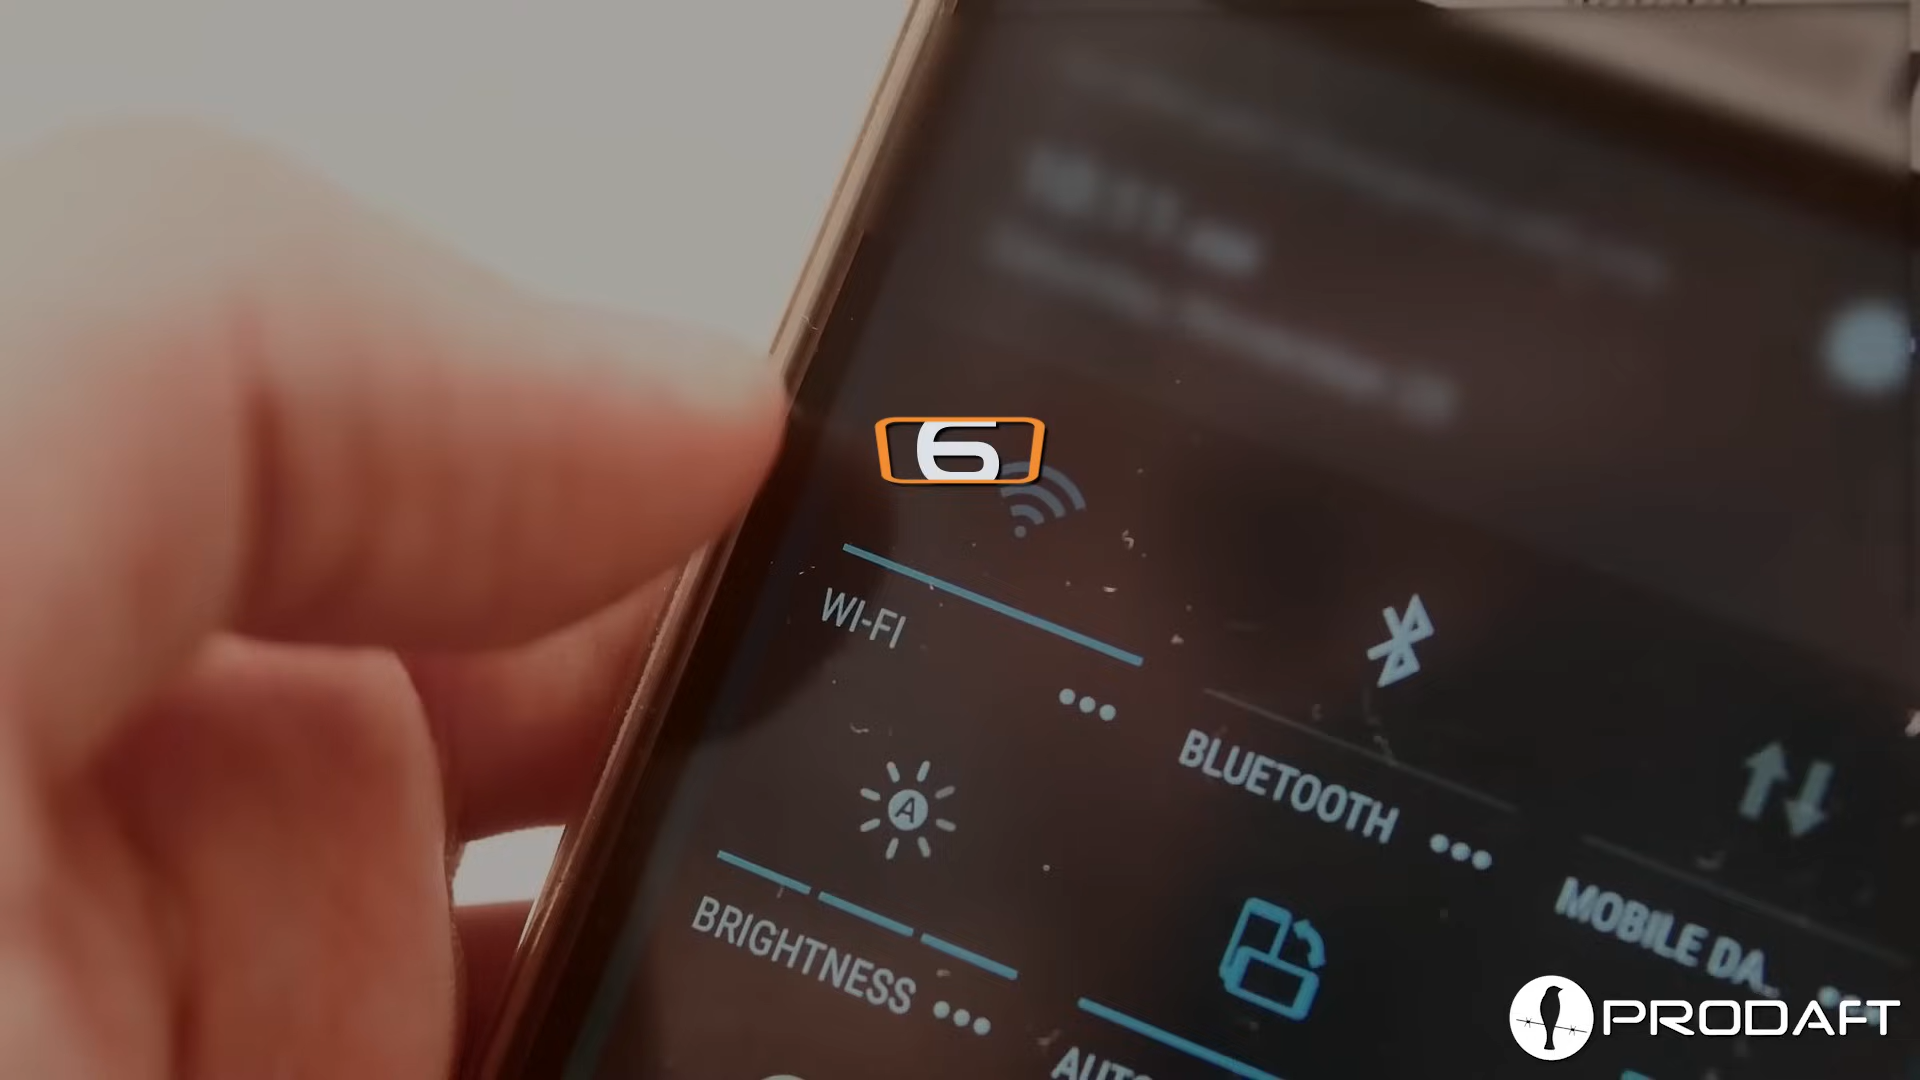 6
WI-FI
BLUETOOTH
MOBILE DA...
BRIGHTNESS
A
PRODAFT